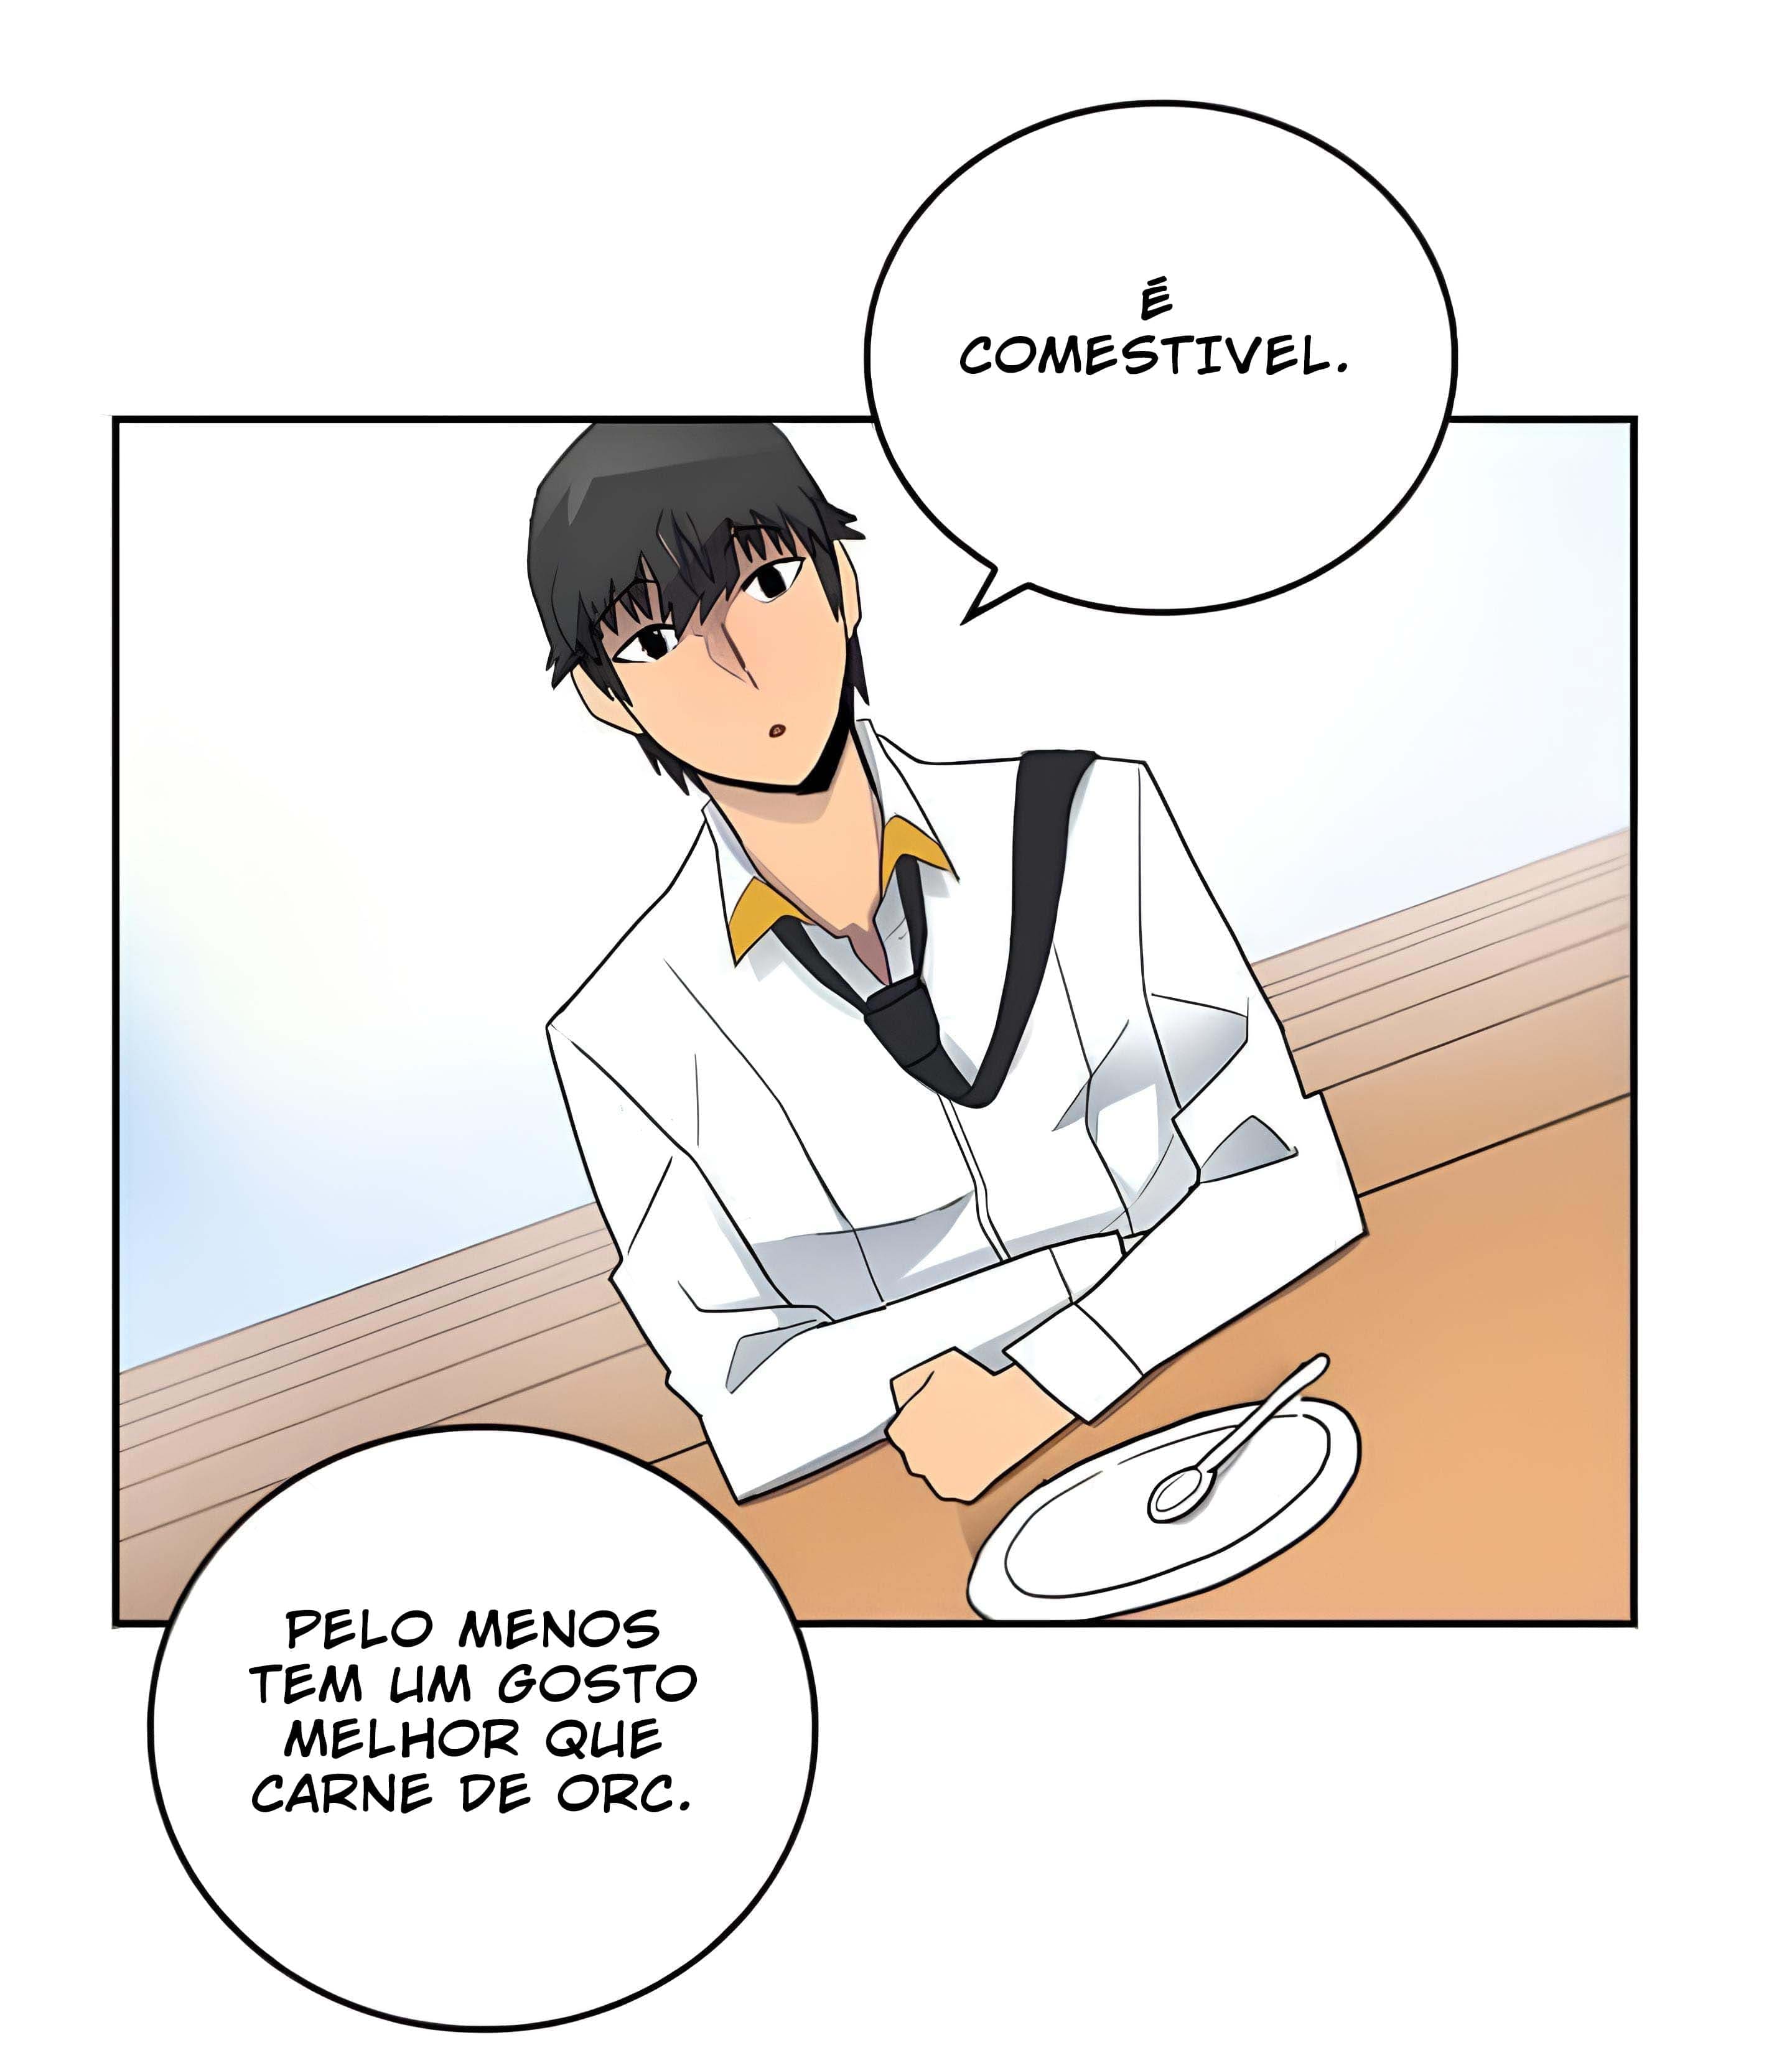 É
COMESTIVEL.
PELO MENOS
TEM UM GOSTO
MELHOR QUE
CARNE DE ORC.